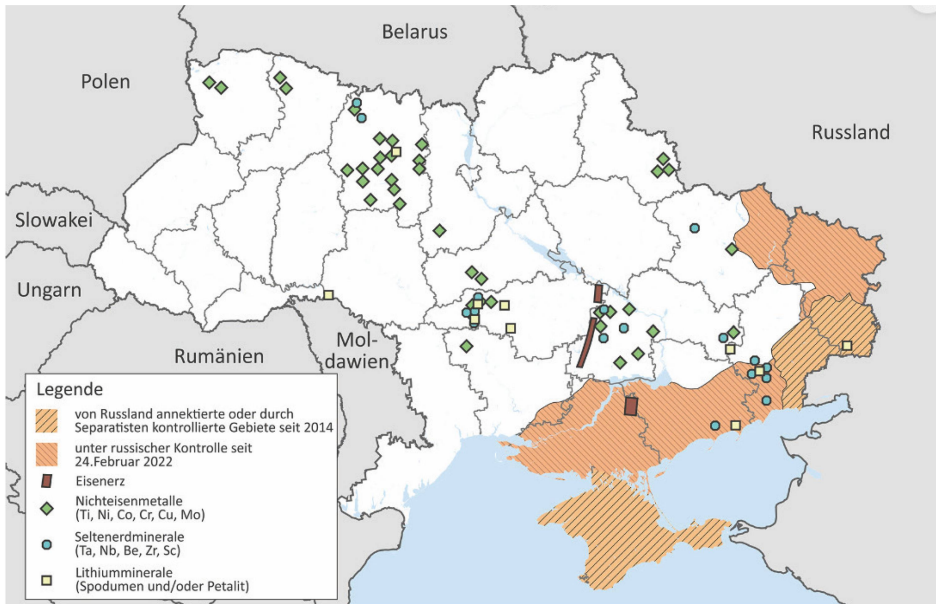 Belarus
Polen
Russland
Slowakei
Ungarn
Mol-
dawien
Rumänien
Legende
von Russland annektierte oder durch
Separatisten kontrollierte Gebiete seit 2014
unter russischer Kontrolle seit
24.Februar 2022
Eisenerz
Nichteisenmetalle
(Ti, Ni, Co, Cr, Cu, Mo)
Seltenerdminerale
(Ta, Nb, Be, Zr, Sc)
Lithiumminerale
(Spodumen und/oder Petalit)